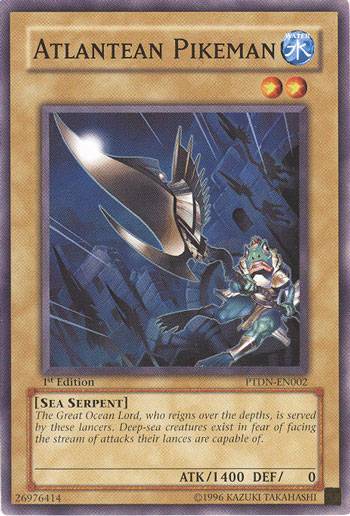 ATLANTEAN PIKEMAN
WATER
水
1st Edition
PTDN-EN002
[SEA SERPENT]
The Great Ocean Lord, who reigns over the depths, is served
by these lancers. Deep-sea creatures exist in fear of facing
the stream of attacks their lances are capable of.
ATK/1400 DEF/ 0
26976414
©1996 KAZUKI TAKAHASHI